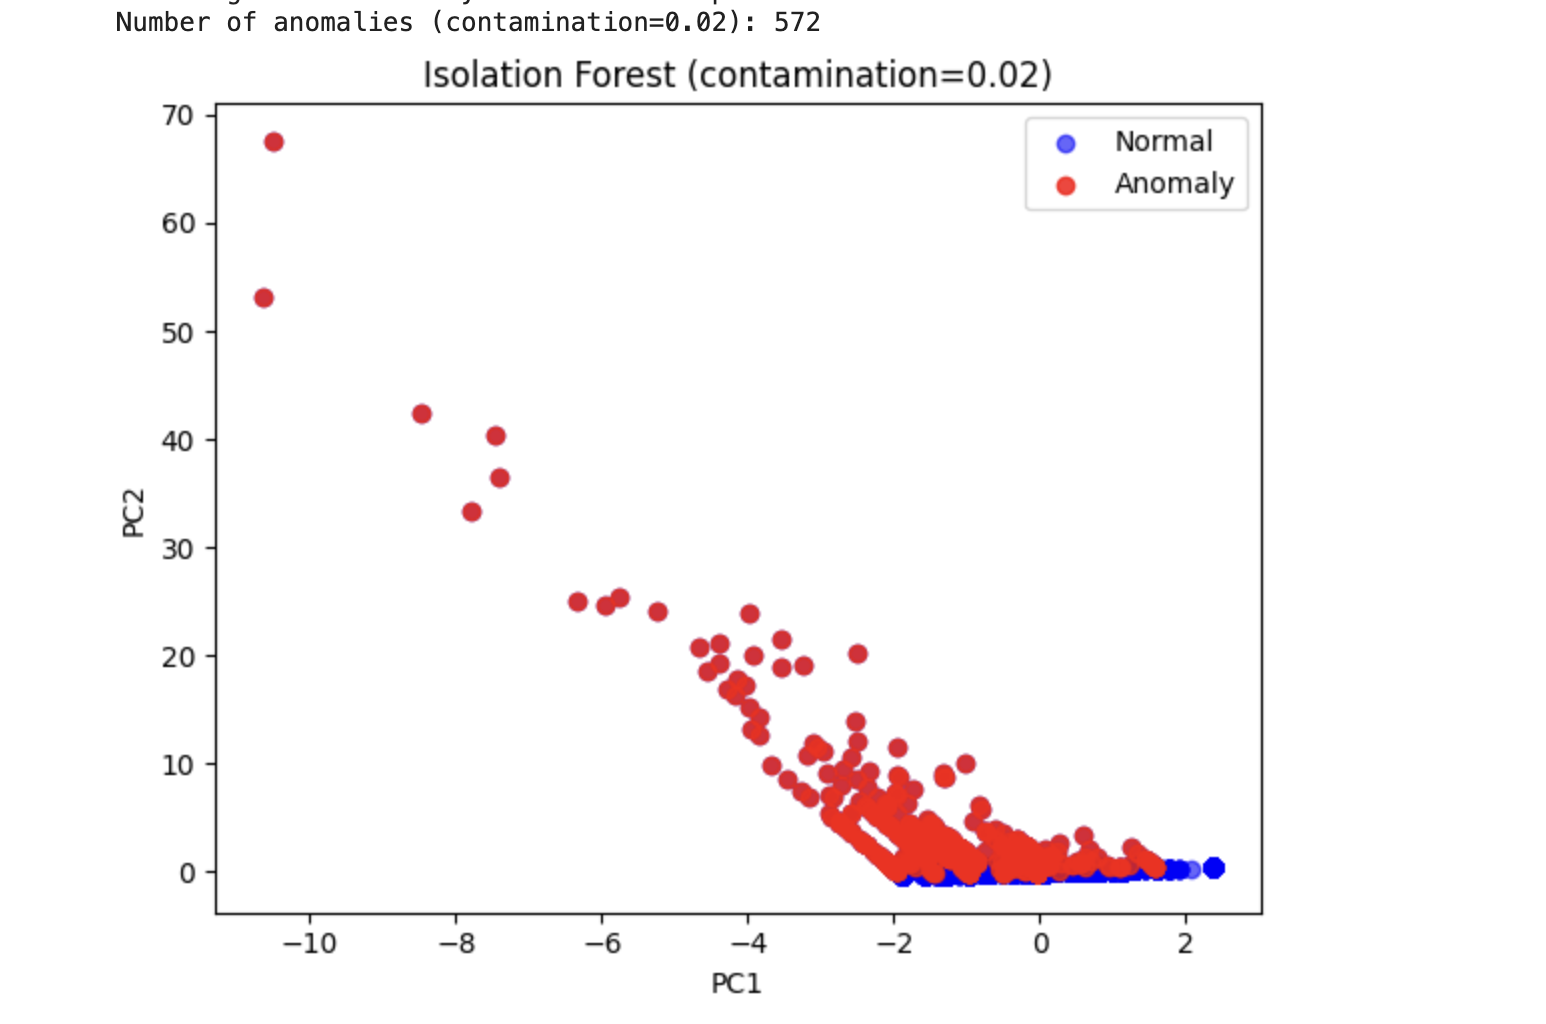 Number of anomalies (contamination=0.02): 572
Isolation Forest (contamination=0.02)
70
60
50
40
30
20
10
0
PC2
Normal
Anomaly
−10
−8
−6
−4
−2
0
2
PC1